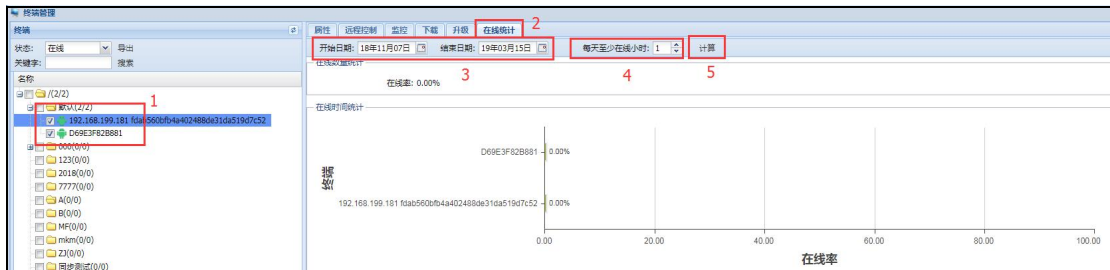 终端管理
终端
状态: 在线 导出
关键字: 搜索
名称
/(2/2)
默认(2/2)
192.168.199.181 fdab560bfb4a402488de31da519d7c52
D69E3F82B881
000(0/0)
123(0/0)
2018(0/0)
7777(0/0)
A(0/0)
B(0/0)
MF(0/0)
mkm(0/0)
ZJ(0/0)
同步测试(0/0)
1
属性 远程控制 监控 下载 升级 在线统计 2
开始日期: 18年11月07日 结束日期: 19年03月15日 每天至少在线小时: 1 计算
3 4 5
在线数量统计
在线率: 0.00%
在线时间统计
终端
D69E3F82B881 0.00%
192.168.199.181 fdab560bfb4a402488de31da519d7c52 0.00%
0.00 20.00 40.00 60.00 80.00 100.00
在线率